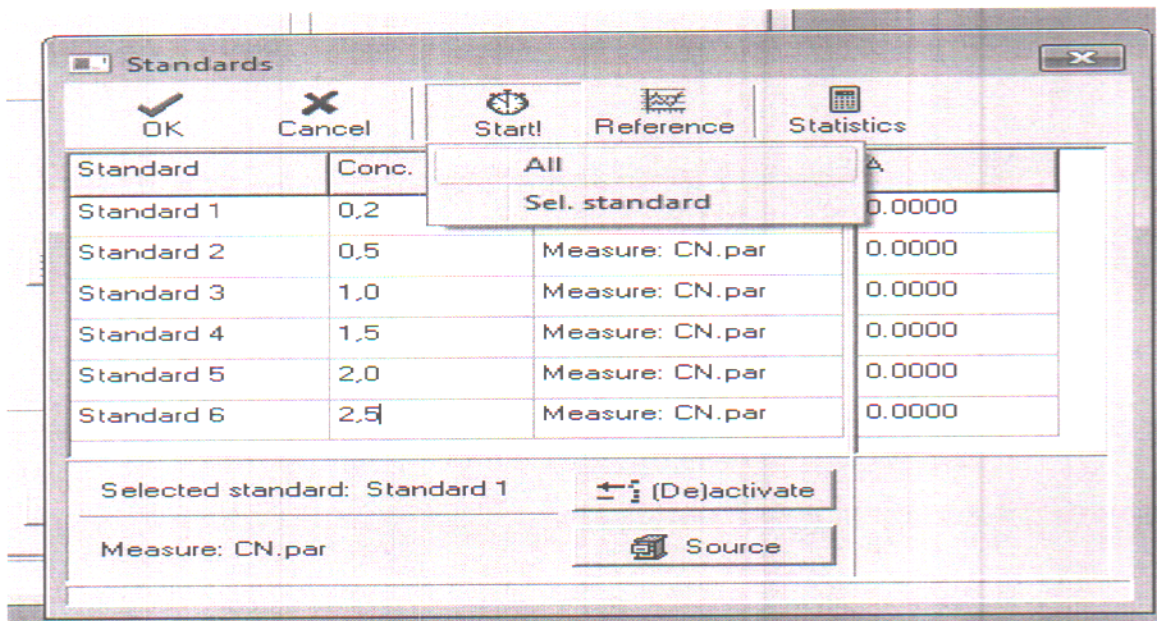 Standards
OK Cancel Start! Reference Statistics
All
Sel. standard
Standard Conc. A
Standard 1 0,2 0.0000
Standard 2 0,5 Measure: CN.par 0.0000
Standard 3 1,0 Measure: CN.par 0.0000
Standard 4 1,5 Measure: CN.par 0.0000
Standard 5 2,0 Measure: CN.par 0.0000
Standard 6 2,5 Measure: CN.par 0.0000
Selected standard: Standard 1 (De)activate
Measure: CN.par Source